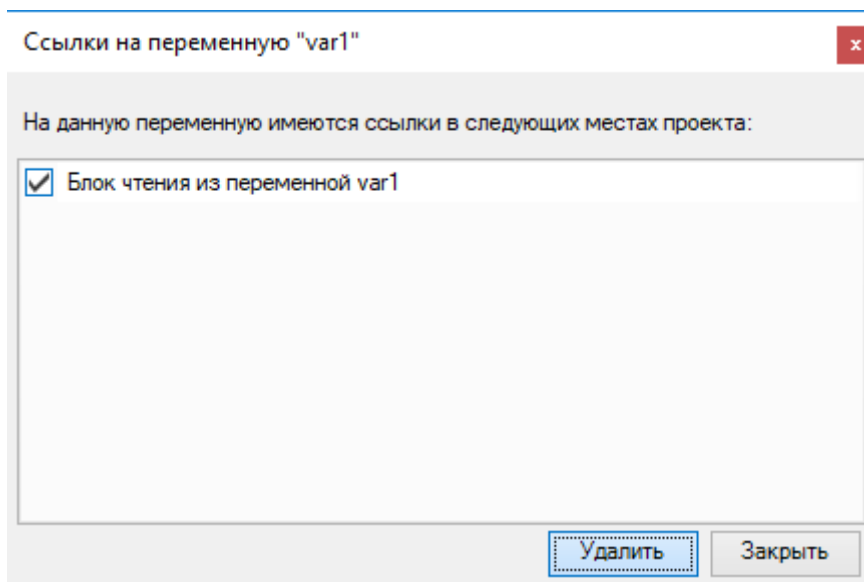 Ссылки на переменную "var1"
x
На данную переменную имеются ссылки в следующих местах проекта:
Блок чтения из переменной var1
Удалить
Закрыть